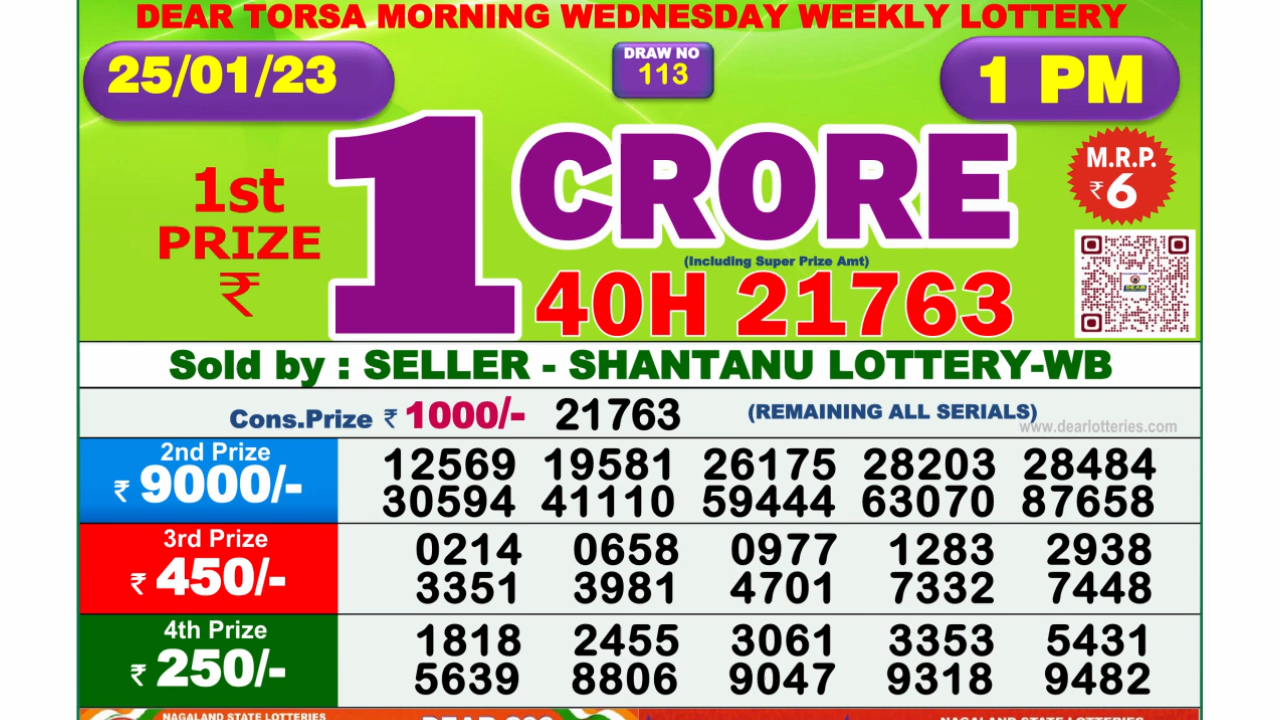 DEAR TORSA MORNING WEDNESDAY WEEKLY LOTTERY
25/01/23
DRAW NO
113
1 PM
1st
PRIZE
₹
1 CRORE
(Including Super Prize Amt)
40H 21763
M.R.P.
₹6
Sold by : SELLER - SHANTANU LOTTERY-WB
Cons.Prize ₹ 1000/- 21763 (REMAINING ALL SERIALS)
www.dearlotteries.com
2nd Prize
₹ 9000/-
12569 19581 26175 28203 28484
30594 41110 59444 63070 87658
3rd Prize
₹ 450/-
0214 0658 0977 1283 2938
3351 3981 4701 7332 7448
4th Prize
₹ 250/-
1818 2455 3061 3353 5431
5639 8806 9047 9318 9482
NAGALAND STATE LOTTERIES
NAGALAND STATE LOTTERIES